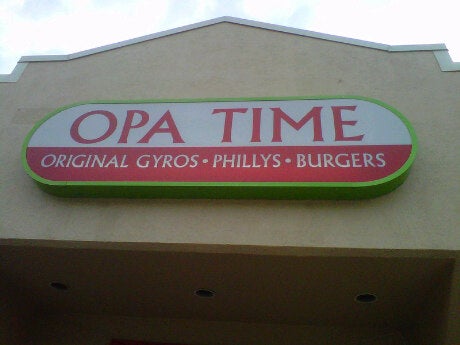 OPA TIME
ORIGINAL GYROS • PHILLYS • BURGERS